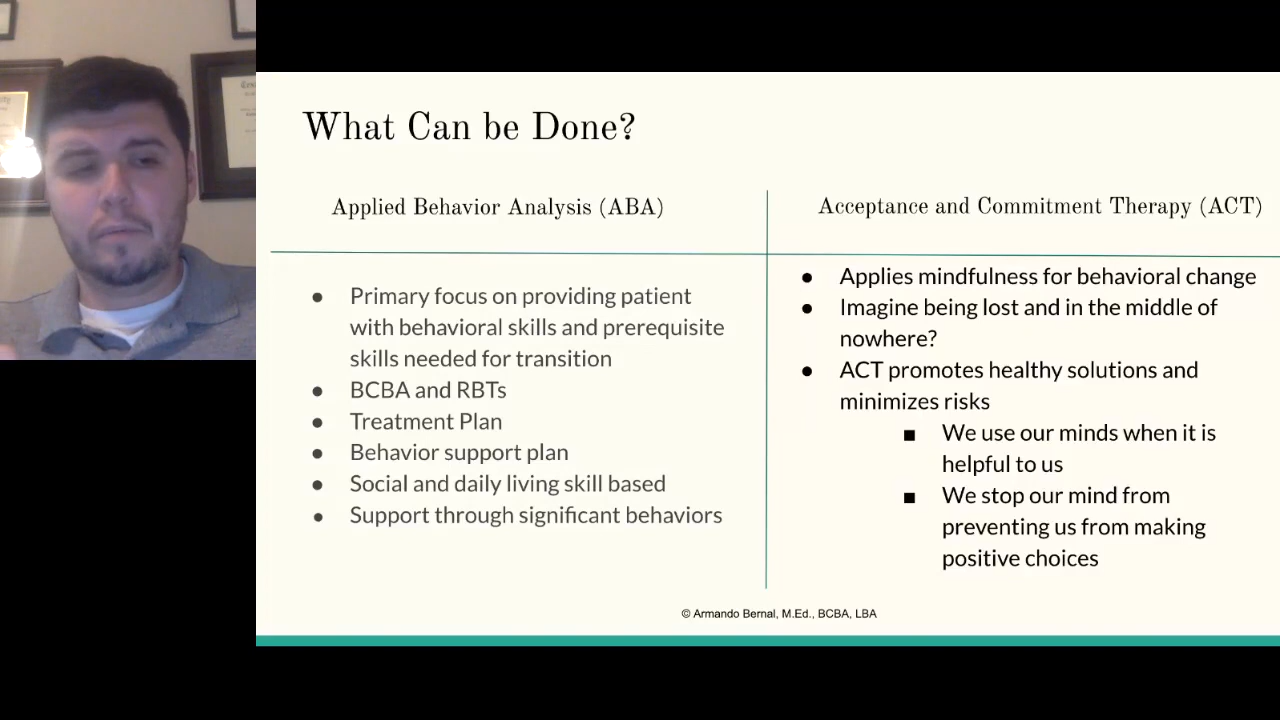 What Can be Done?
Applied Behavior Analysis (ABA)
● Primary focus on providing patient
with behavioral skills and prerequisite
skills needed for transition
● BCBA and RBTs
● Treatment Plan
● Behavior support plan
● Social and daily living skill based
● Support through significant behaviors
Acceptance and Commitment Therapy (ACT)
● Applies mindfulness for behavioral change
● Imagine being lost and in the middle of
nowhere?
● ACT promotes healthy solutions and
minimizes risks
■ We use our minds when it is
helpful to us
■ We stop our mind from
preventing us from making
positive choices
© Armando Bernal, M.Ed., BCBA, LBA